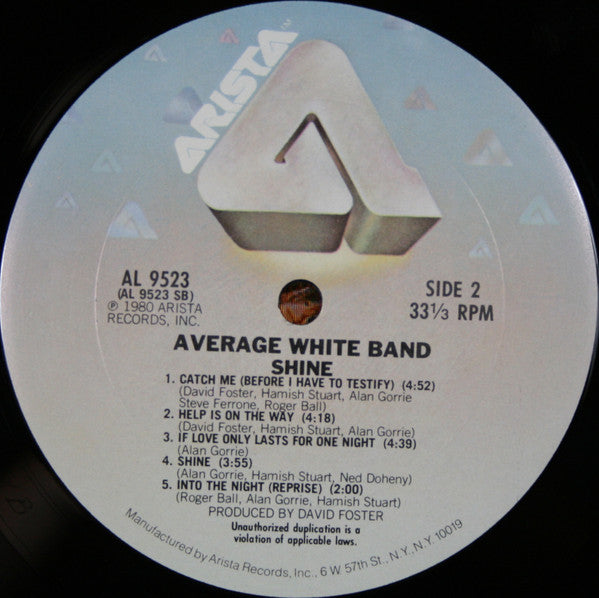 ARISTA
AL 9523
(AL 9523 SB)
℗ 1980 ARISTA
RECORDS, INC.
SIDE 2
33⅓ RPM
AVERAGE WHITE BAND
SHINE
1. CATCH ME (BEFORE I HAVE TO TESTIFY) (4:52)
(David Foster, Hamish Stuart, Alan Gorrie
Steve Ferrone, Roger Ball)
2. HELP IS ON THE WAY (4:18)
(David Foster, Hamish Stuart, Alan Gorrie)
3. IF LOVE ONLY LASTS FOR ONE NIGHT (4:39)
(Alan Gorrie)
4. SHINE (3:55)
(Alan Gorrie, Hamish Stuart, Ned Doheny)
5. INTO THE NIGHT (REPRISE) (2:00)
(Roger Ball, Alan Gorrie, Hamish Stuart)
PRODUCED BY DAVID FOSTER
Unauthorized duplication is a
violation of applicable laws.
Manufactured by Arista Records, Inc., 6 W 57th St., N.Y., N.Y. 10019